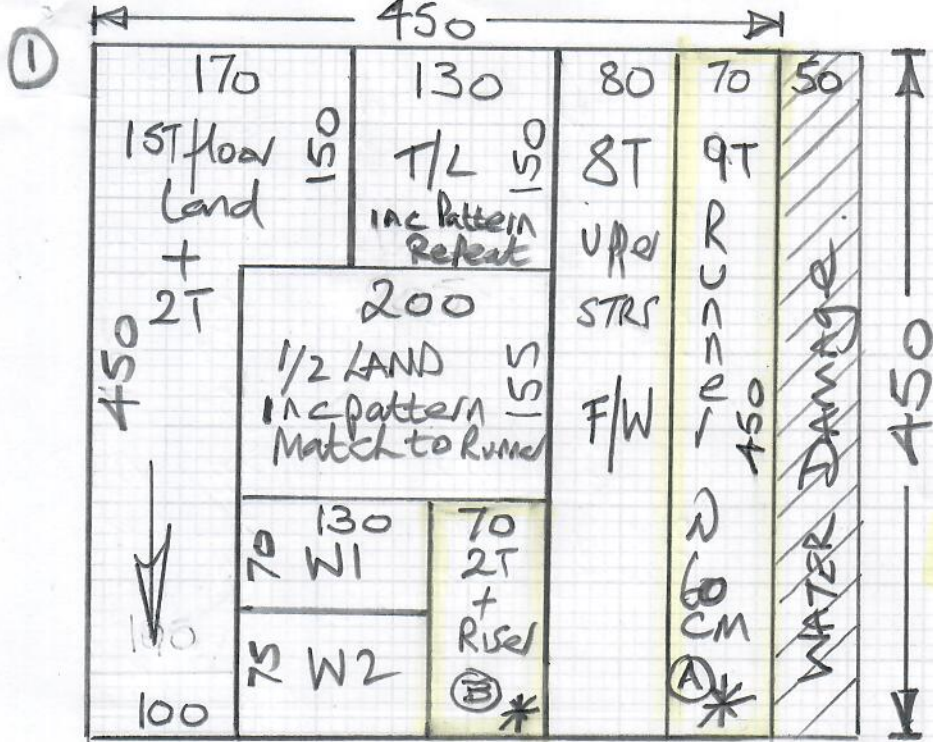 ①
450
170
1ST floor
Land
+
2T
150
450
100
100
130
T/L
150
inc Pattern
Repeat
200
1/2 LAND
inc pattern
Match to Runner
155
130
70 W1
75 W2
70
2T
+
Riser
Ⓑ *
80
8T
Upper
STRS
F/W
70
9T
Runner
450
60
CM
Ⓐ *
50
WATER DAMAGE
450